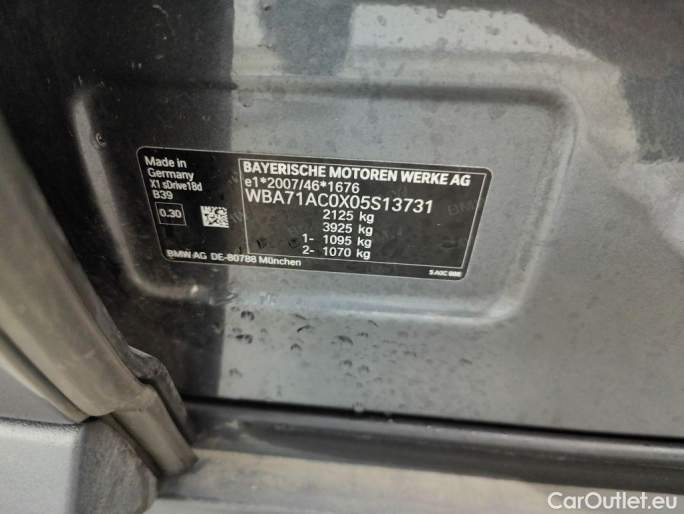 Made in
Germany
X1 sDrive18d
B39
0.30
BAYERISCHE MOTOREN WERKE AG
e1*2007/46*1676
WBA71AC0X05S13731
2125 kg
3925 kg
1- 1095 kg
2- 1070 kg
BMW AG DE-80788 München
CarOutlet.eu